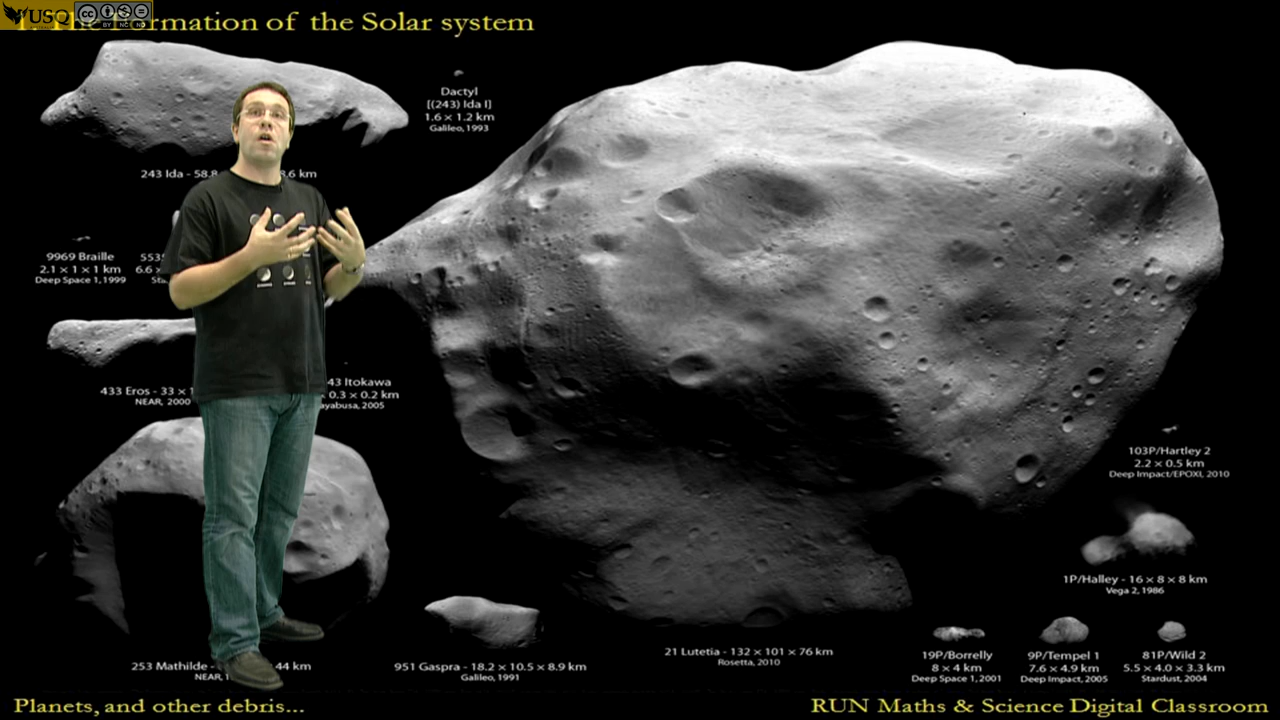 USQ
CC BY NC ND
Formation of the Solar system
Dactyl
[(243) Ida I]
1.6 × 1.2 km
Galileo, 1993
243 Ida - 58.8
.6 km
9969 Braille
2.1 × 1 × 1 km
Deep Space 1, 1999
433 Eros - 33 ×
NEAR, 2000
43 Itokawa
0.3 × 0.2 km
ayabusa, 2005
103P/Hartley 2
2.2 × 0.5 km
Deep Impact/EPOXI, 2010
1P/Halley - 16 × 8 × 8 km
Vega 2, 1986
253 Mathilde -
44 km
NEAR,
951 Gaspra - 18.2 × 10.5 × 8.9 km
Galileo, 1991
21 Lutetia - 132 × 101 × 76 km
Rosetta, 2010
19P/Borrelly
8 × 4 km
Deep Space 1, 2001
9P/Tempel 1
7.6 × 4.9 km
Deep Impact, 2005
81P/Wild 2
5.5 × 4.0 × 3.3 km
Stardust, 2004
Planets, and other debris...
RUN Maths & Science Digital Classroom